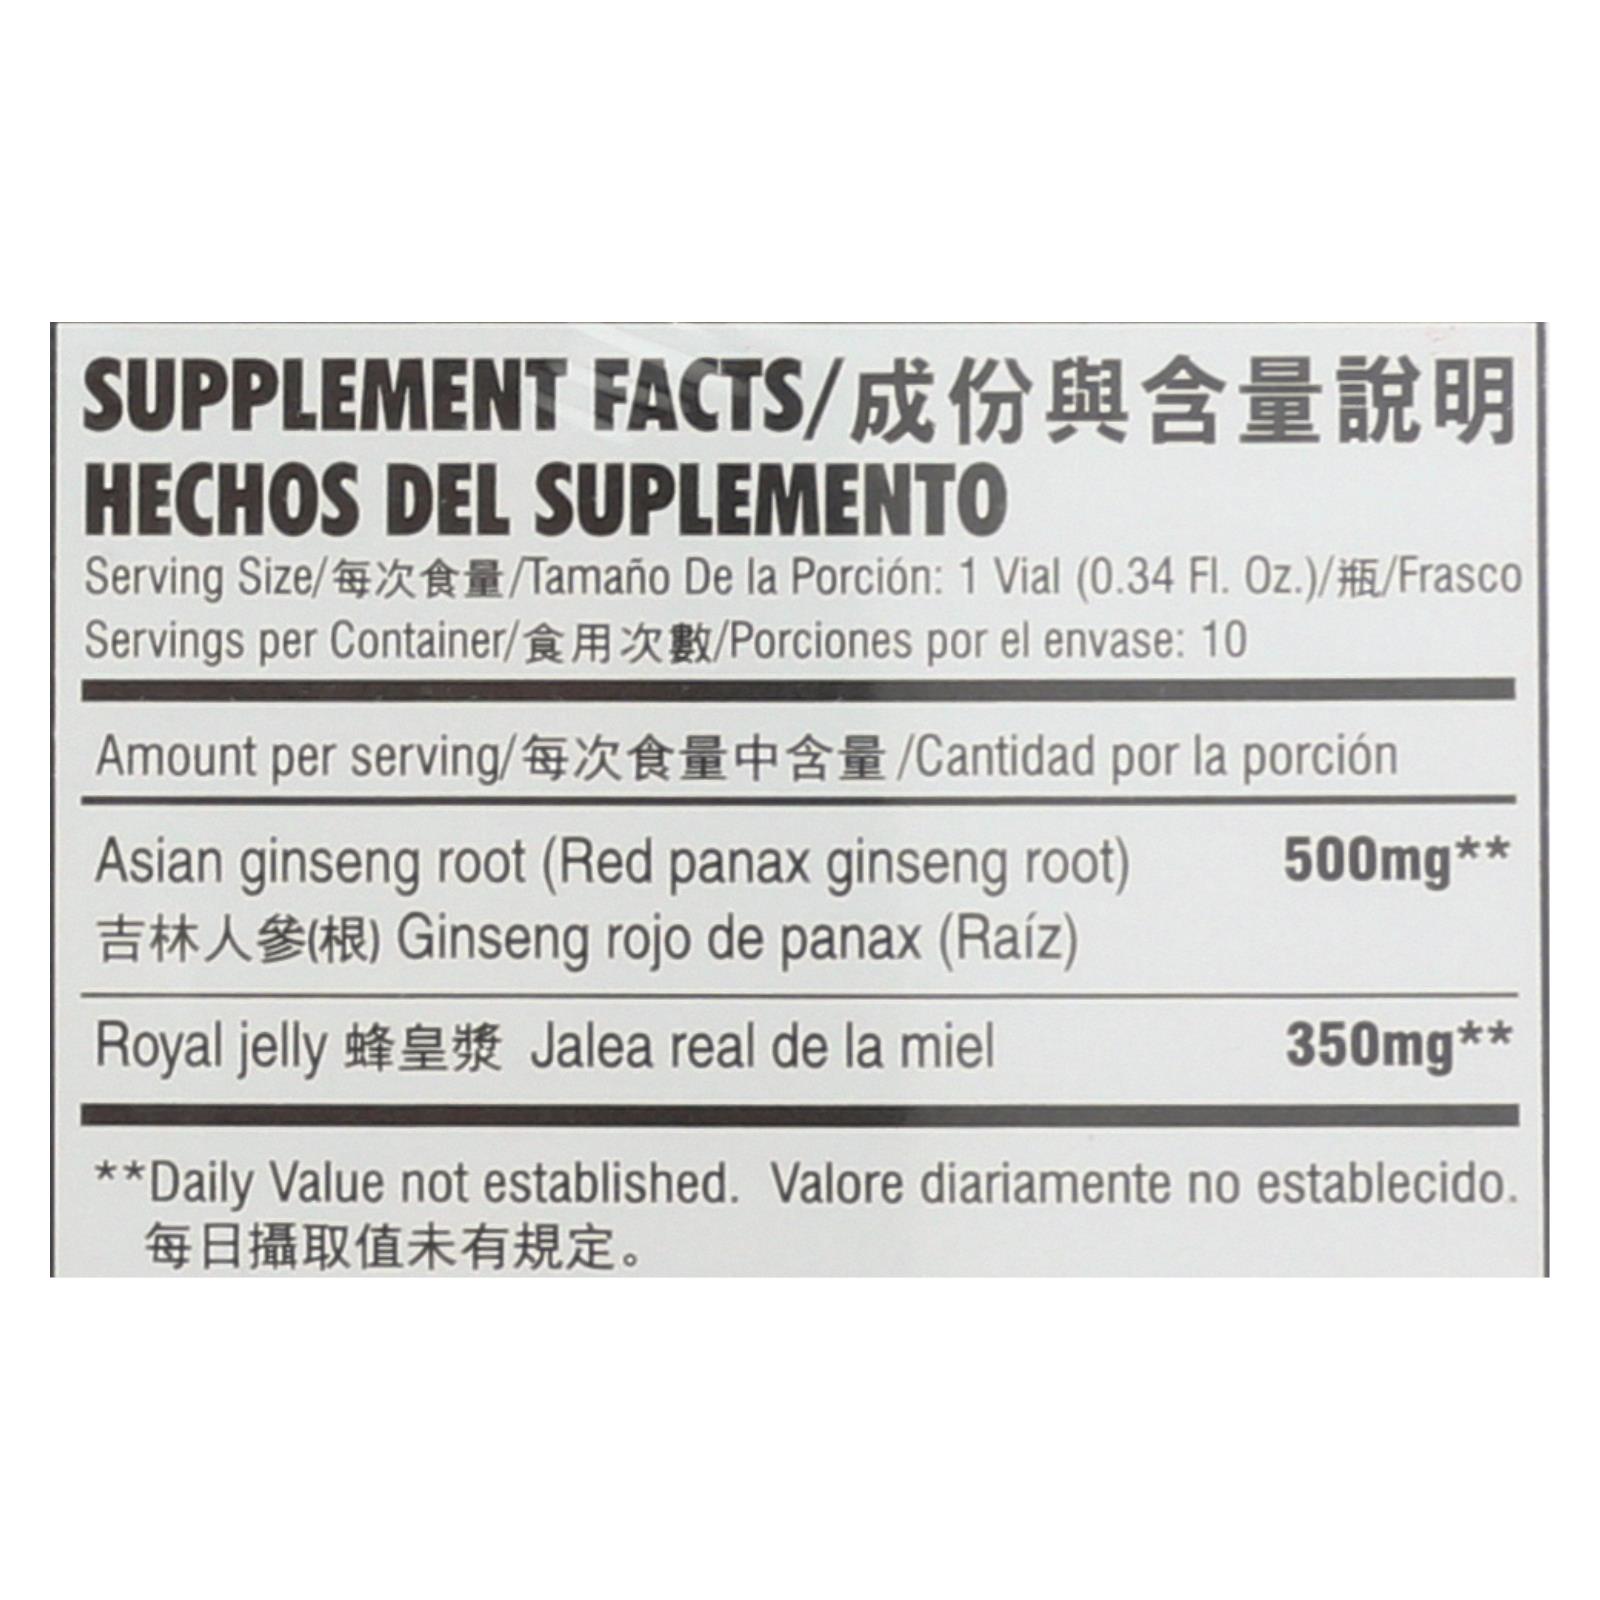 SUPPLEMENT FACTS/成份與含量說明
HECHOS DEL SUPLEMENTO
Serving Size/每次食量/Tamaño De la Porción: 1 Vial (0.34 Fl. Oz.)/瓶/Frasco
Servings per Container/食用次數/Porciones por el envase: 10
Amount per serving/每次食量中含量/Cantidad por la porción
Asian ginseng root (Red panax ginseng root) 500mg**
吉林人參(根) Ginseng rojo de panax (Raíz)
Royal jelly 蜂皇漿 Jalea real de la miel 350mg**
**Daily Value not established. Valore diariamente no establecido.
每日攝取值未有規定。